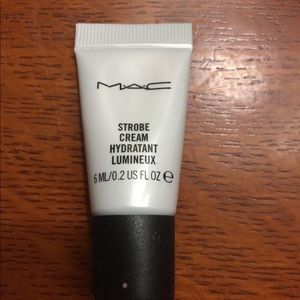 MAC
STROBE
CREAM
HYDRATANT
LUMINEUX
6 ML/0.2 US FL OZ ℮